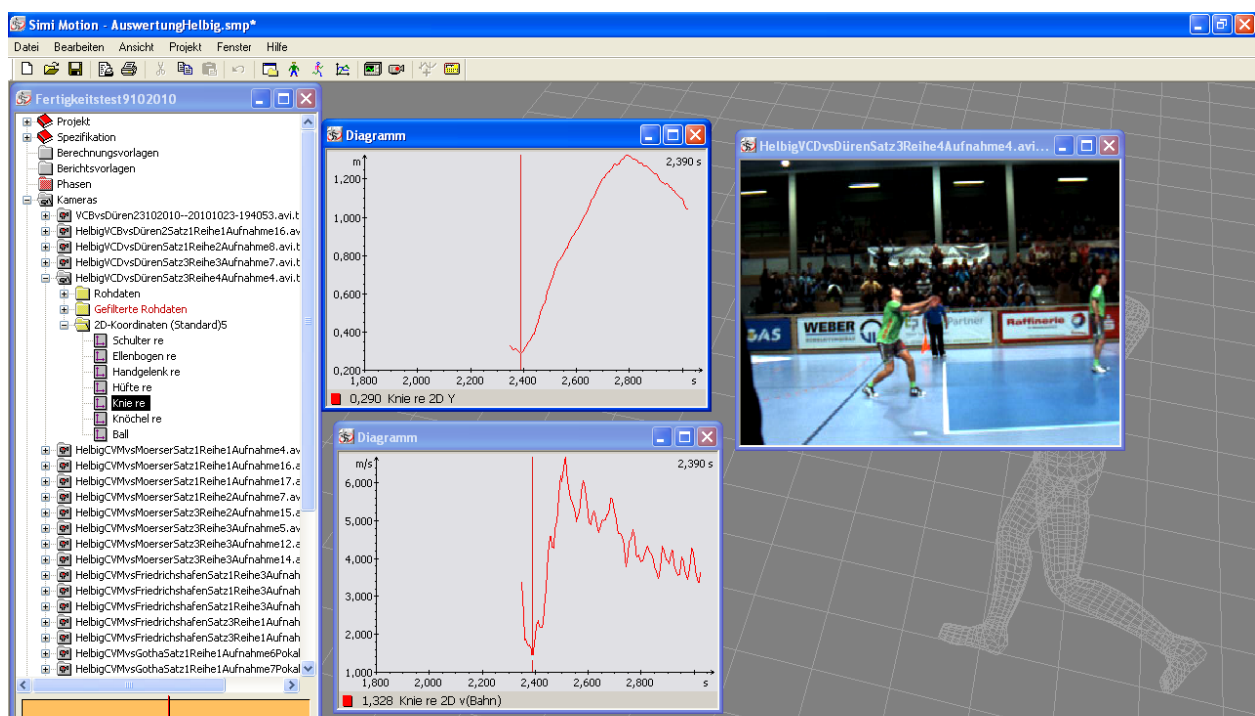 Simi Motion - AuswertungHelbig.smp*
Datei Bearbeiten Ansicht Projekt Fenster Hilfe
Fertigkeitstest9102010
Projekt
Spezifikation
Berechnungsvorlagen
Berichtsvorlagen
Phasen
Kameras
VCBvsDüren23102010--20101023-194053.avi.t
HelbigVCBvsDüren2Satz1Reihe1Aufnahme16.avi
HelbigVCDvsDürenSatz1Reihe2Aufnahme8.avi.t
HelbigVCDvsDürenSatz3Reihe3Aufnahme7.avi.t
HelbigVCDvsDürenSatz3Reihe4Aufnahme4.avi.t
Rohdaten
Gefilterte Rohdaten
2D-Koordinaten (Standard)5
Schulter re
Ellenbogen re
Handgelenk re
Hüfte re
Knie re
Knöchel re
Ball
HelbigCVMvsMoerserSatz1Reihe1Aufnahme4.av
HelbigCVMvsMoerserSatz1Reihe1Aufnahme16.a
HelbigCVMvsMoerserSatz1Reihe1Aufnahme17.a
HelbigCVMvsMoerserSatz1Reihe2Aufnahme7.av
HelbigCVMvsMoerserSatz3Reihe2Aufnahme15.a
HelbigCVMvsMoerserSatz3Reihe3Aufnahme5.av
HelbigCVMvsMoerserSatz3Reihe3Aufnahme12.a
HelbigCVMvsMoerserSatz3Reihe3Aufnahme14.a
HelbigCVMvsFriedrichshafenSatz1Reihe3Aufnah
HelbigCVMvsFriedrichshafenSatz1Reihe3Aufnah
HelbigCVMvsFriedrichshafenSatz3Reihe1Aufnah
HelbigCVMvsFriedrichshafenSatz3Reihe1Aufnah
HelbigCVMvsGothaSatz1Reihe1Aufnahme6Pokal
HelbigCVMvsGothaSatz1Reihe1Aufnahme7Pokal
Diagramm
m
2,390 s
1,200
1,000
0,800
0,600
0,400
0,200
1,800 2,000 2,200 2,400 2,600 2,800 s
0,290 Knie re 2D Y
Diagramm
m/s
2,390 s
6,000
5,000
4,000
3,000
2,000
1,000
1,800 2,000 2,200 2,400 2,600 2,800 s
1,328 Knie re 2D v(Bahn)
HelbigVCDvsDürenSatz3Reihe4Aufnahme4.avi...
GAS
WEBER
Partner
Raffinerie